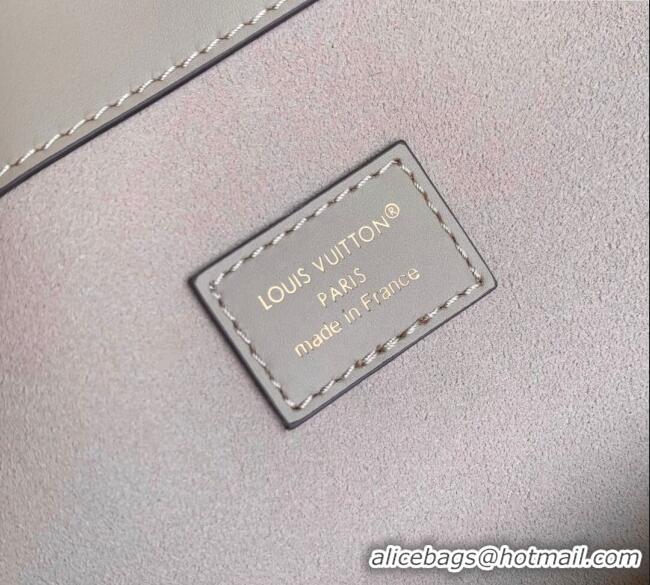 LOUIS VUITTON®
PARIS
made in France
alicebags@hotmail.com